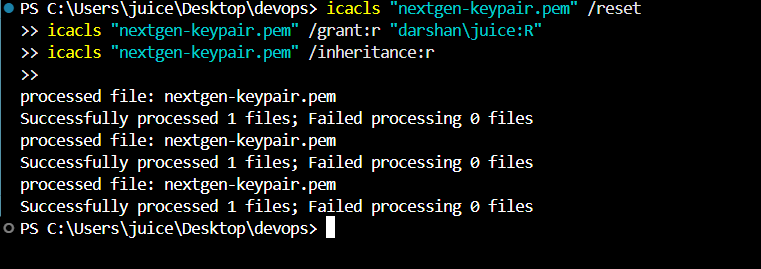 PS C:\Users\juice\Desktop\devops> icacls "nextgen-keypair.pem" /reset
>> icacls "nextgen-keypair.pem" /grant:r "darshan\juice:R"
>> icacls "nextgen-keypair.pem" /inheritance:r
>>
processed file: nextgen-keypair.pem
Successfully processed 1 files; Failed processing 0 files
processed file: nextgen-keypair.pem
Successfully processed 1 files; Failed processing 0 files
processed file: nextgen-keypair.pem
Successfully processed 1 files; Failed processing 0 files
PS C:\Users\juice\Desktop\devops>